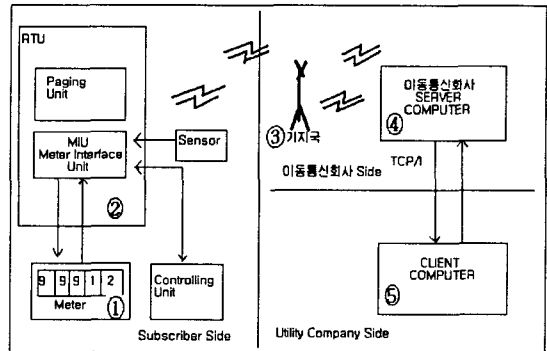 RTU
Paging
Unit
MIU
Meter Interface
Unit
②
Sensor
9 9 9 1 2
Meter
①
Controlling
Unit
Subscriber Side
③ 기지국
이동통신회사
SERVER
COMPUTER
④
이동통신회사 Side
TCP/I
CLIENT
COMPUTER
⑤
Utility Company Side